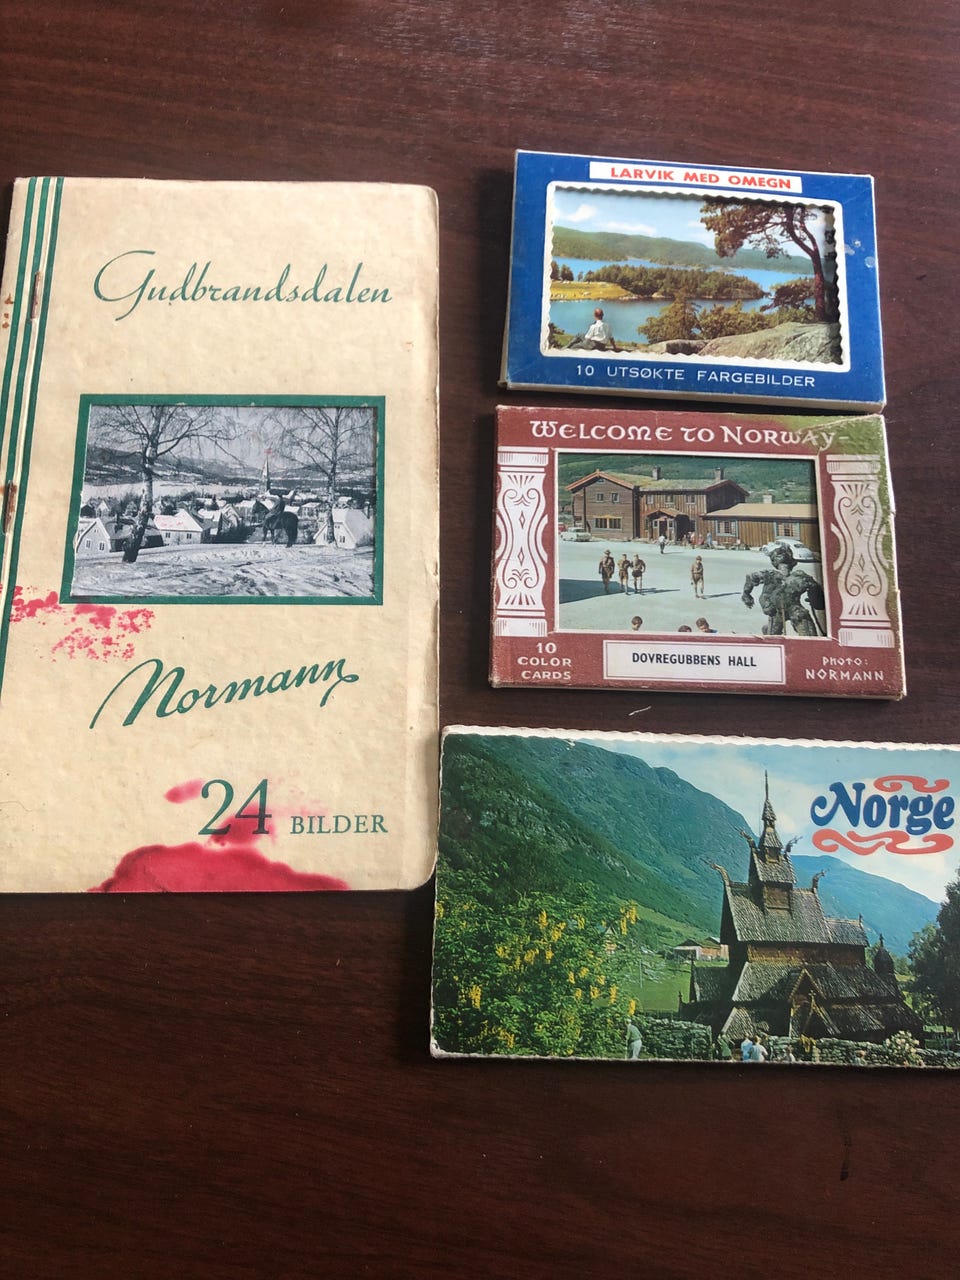 Gudbrandsdalen
Normann
24 BILDER
LARVIK MED OMEGN
10 UTSØKTE FARGEBILDER
WELCOME TO NORWAY-
10
COLOR
CARDS
DOVREGUBBENS HALL
PHOTO:
NORMANN
Norge